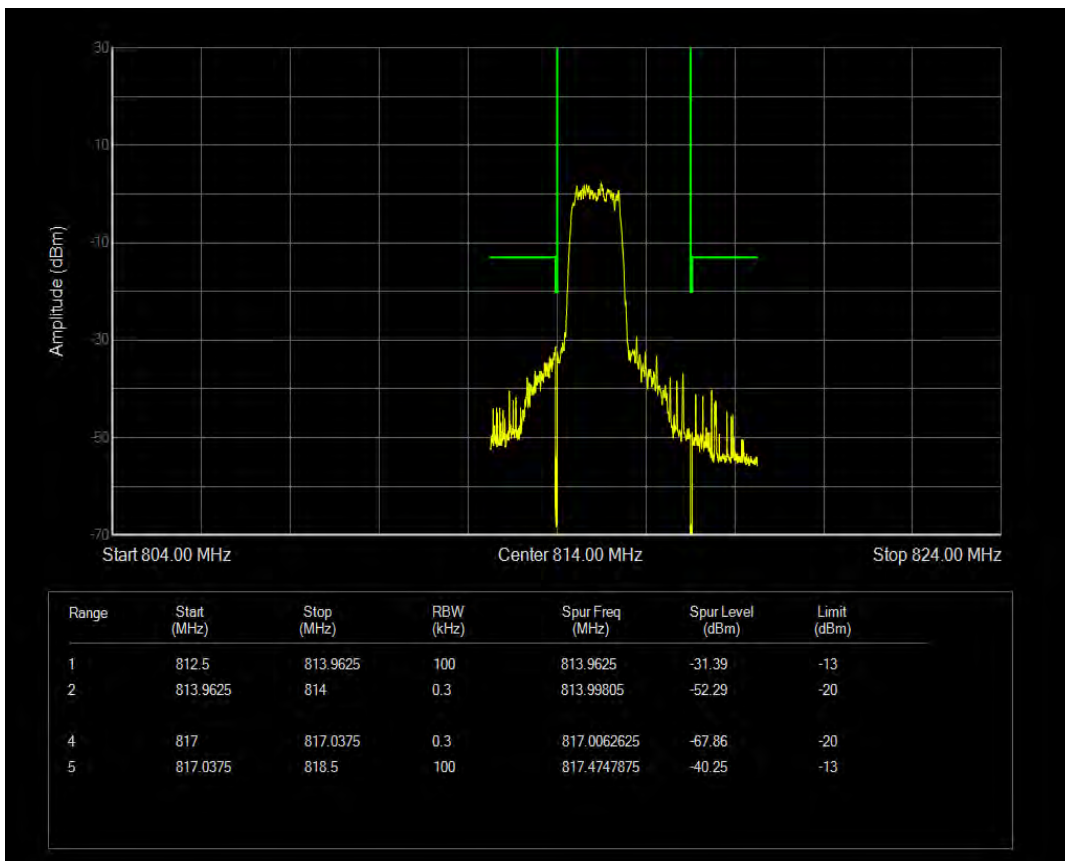 30
10
-10
-30
-50
-70
Amplitude (dBm)
Start 804.00 MHz Center 814.00 MHz Stop 824.00 MHz
Range Start (MHz) Stop (MHz) RBW (kHz) Spur Freq (MHz) Spur Level (dBm) Limit (dBm)
1 812.5 813.9625 100 813.9625 -31.39 -13
2 813.9625 814 0.3 813.99805 -52.29 -20
4 817 817.0375 0.3 817.0062625 -67.86 -20
5 817.0375 818.5 100 817.4747875 -40.25 -13